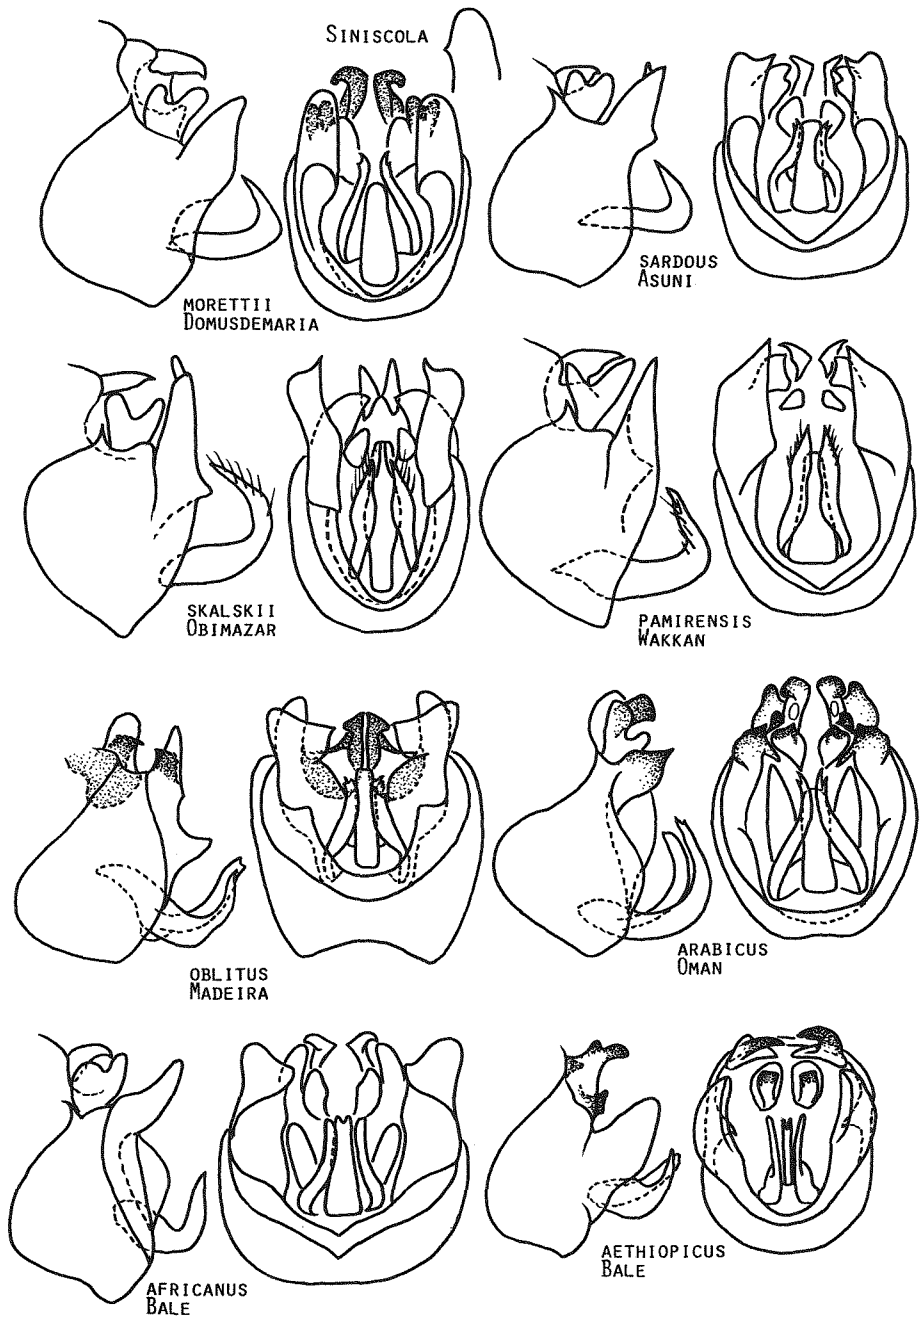 SINISCOLA
MORETTII
DOMUSDEMARIA
SARDOUS
ASUNI
SKALSKII
OBIMAZAR
PAMIRENSIS
WAKKAN
OBLITUS
MADEIRA
ARABICUS
OMAN
AFRICANUS
BALE
AETHIOPICUS
BALE